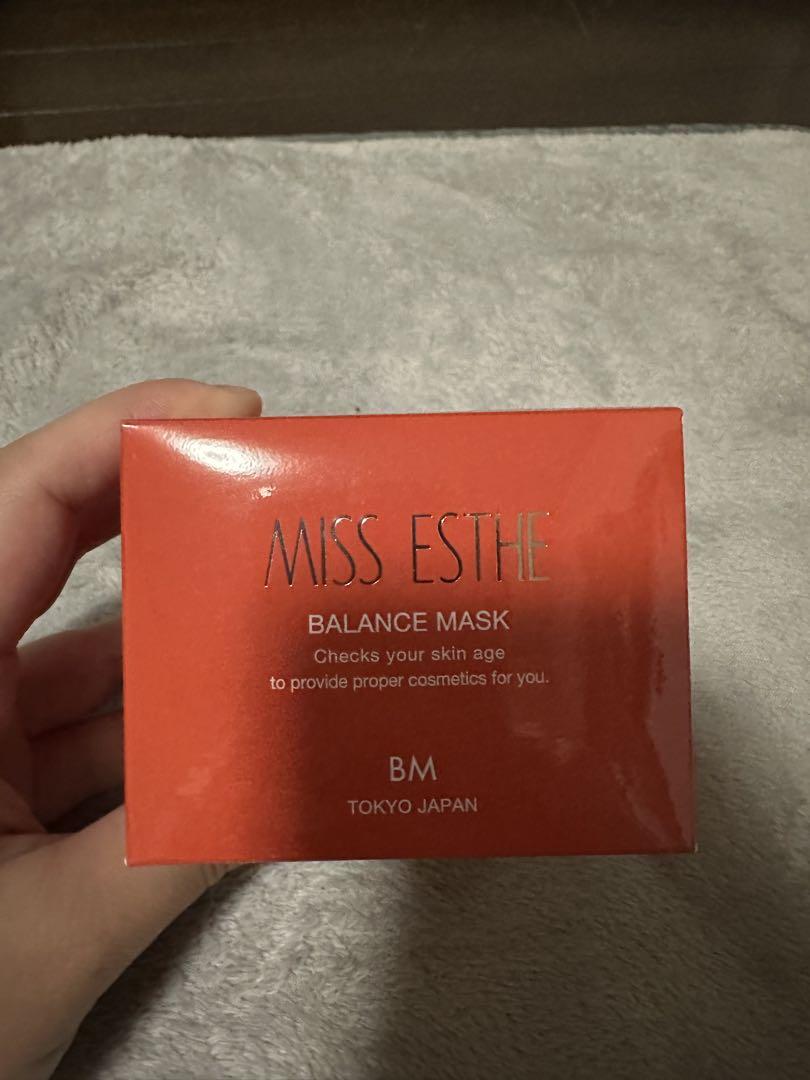 MISS ESTHE
BALANCE MASK
Checks your skin age
to provide proper cosmetics for you.
BM
TOKYO JAPAN